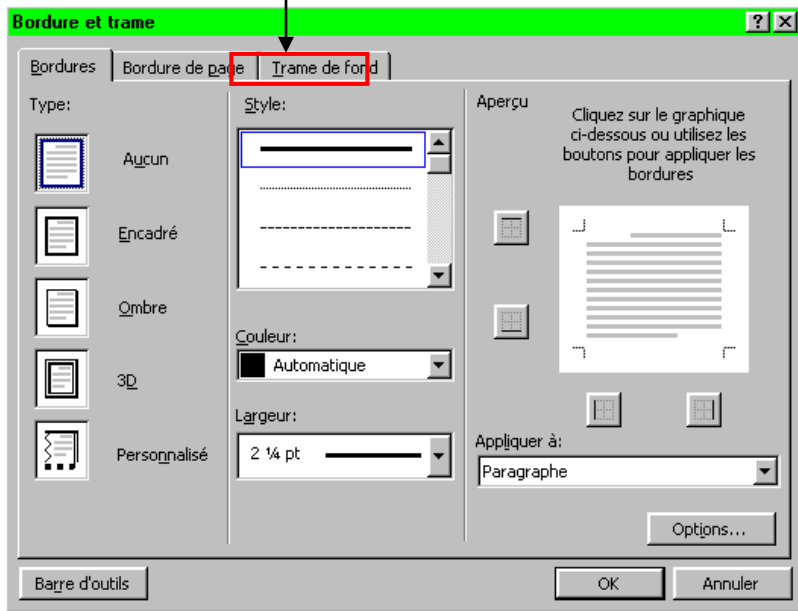 Bordure et trame
Bordures
Bordure de page
Trame de fond
Type:
Aucun
Encadré
Ombre
3D
Personnalisé
Style:
Couleur:
Automatique
Largeur:
2 ¼ pt
Aperçu
Cliquez sur le graphique
ci-dessous ou utilisez les
boutons pour appliquer les
bordures
Appliquer à:
Paragraphe
Options...
Barre d'outils
OK
Annuler